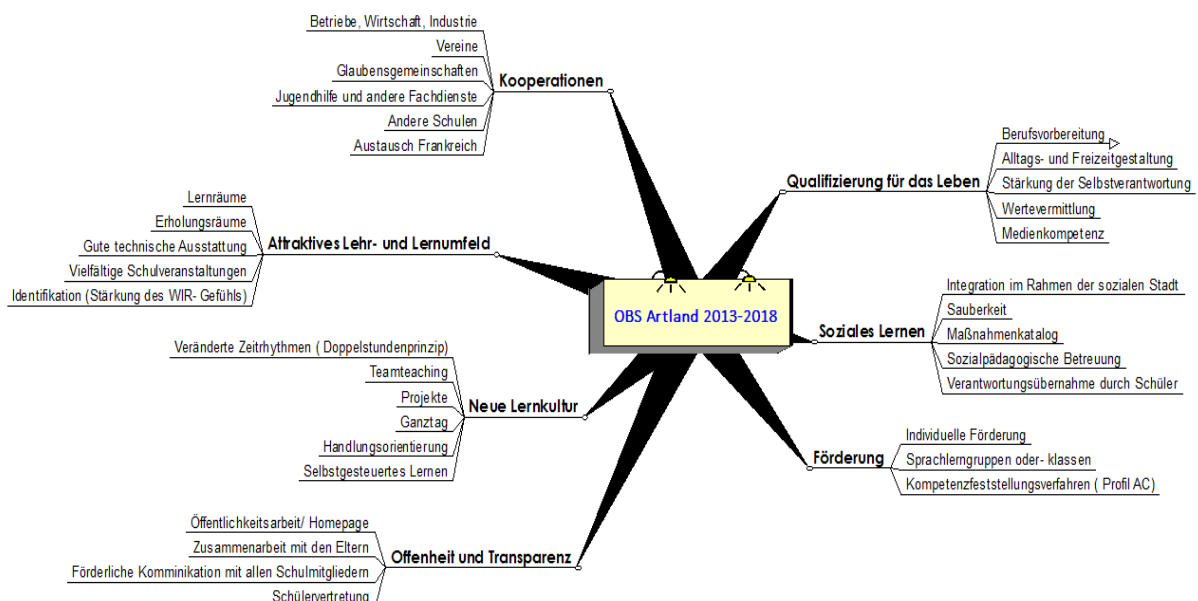 Betriebe, Wirtschaft, Industrie
Vereine
Glaubensgemeinschaften
Jugendhilfe und andere Fachdienste
Andere Schulen
Austausch Frankreich
Kooperationen
Lernräume
Erholungsräume
Gute technische Ausstattung
Vielfältige Schulveranstaltungen
Identifikation (Stärkung des WIR- Gefühls)
Attraktives Lehr- und Lernumfeld
Veränderte Zeitrhythmen ( Doppelstundenprinzip)
Teamteaching
Projekte
Ganztag
Handlungsorientierung
Selbstgesteuertes Lernen
Neue Lernkultur
Öffentlichkeitsarbeit/ Homepage
Zusammenarbeit mit den Eltern
Förderliche Komminikation mit allen Schulmitgliedern
Schülervertretung
Offenheit und Transparenz
OBS Artland 2013-2018
Qualifizierung für das Leben
Berufsvorbereitung
Alltags- und Freizeitgestaltung
Stärkung der Selbstverantwortung
Wertevermittlung
Medienkompetenz
Soziales Lernen
Integration im Rahmen der sozialen Stadt
Sauberkeit
Maßnahmenkatalog
Sozialpädagogische Betreuung
Verantwortungsübernahme durch Schüler
Förderung
Individuelle Förderung
Sprachlerngruppen oder- klassen
Kompetenzfeststellungsverfahren ( Profil AC)